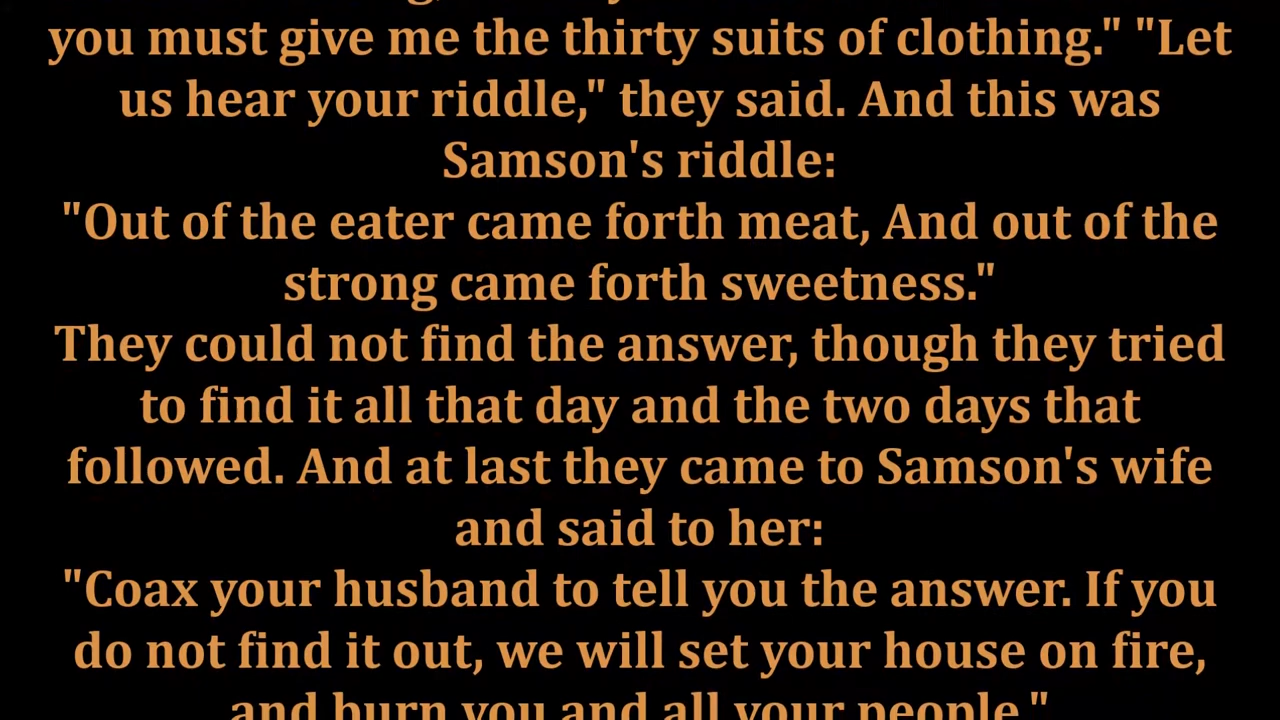 you must give me the thirty suits of clothing." "Let
us hear your riddle," they said. And this was
Samson's riddle:
"Out of the eater came forth meat, And out of the
strong came forth sweetness."
They could not find the answer, though they tried
to find it all that day and the two days that
followed. And at last they came to Samson's wife
and said to her:
"Coax your husband to tell you the answer. If you
do not find it out, we will set your house on fire,
and burn you and all your people."